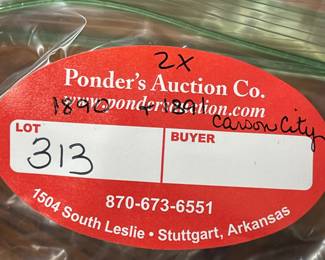 2X
Ponder's Auction Co.
www.pondersauction.com
1890 + 189 Carson City
LOT
313
BUYER
870-673-6551
1504 South Leslie • Stuttgart, Arkansas